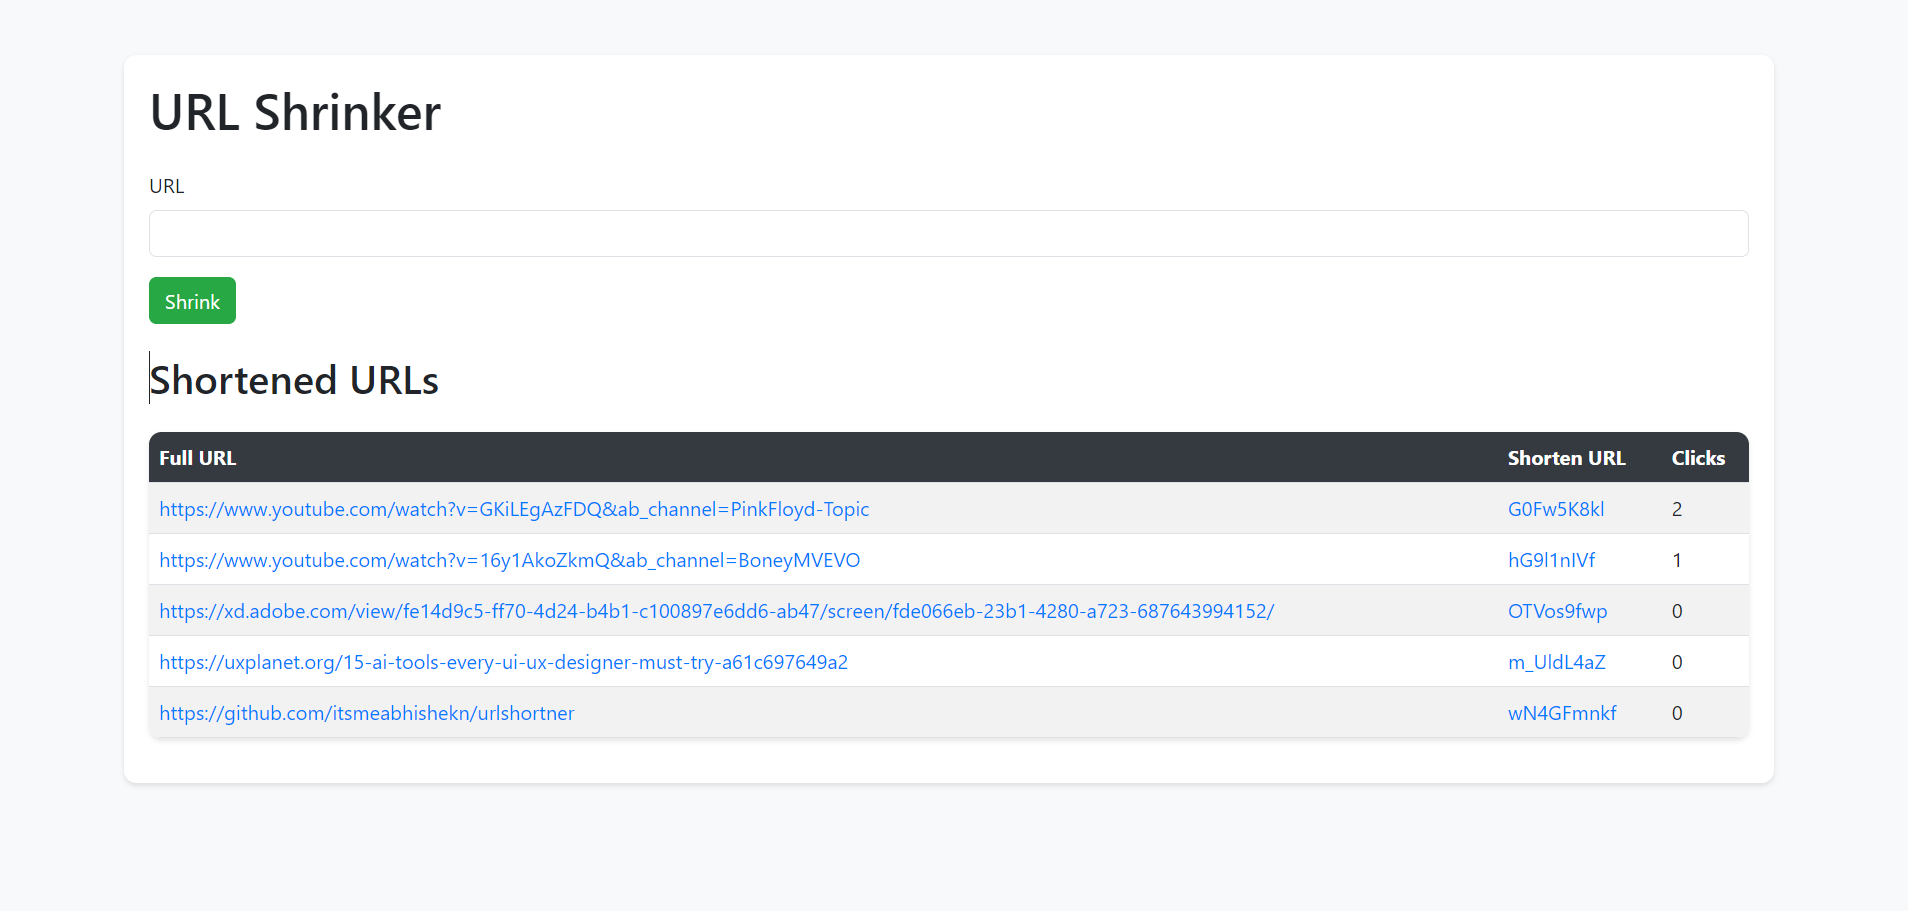 URL Shrinker
URL
Shrink
Shortened URLs
Full URL Shorten URL Clicks
https://www.youtube.com/watch?v=GKiLEgAzFDQ&ab_channel=PinkFloyd-Topic G0Fw5K8kl 2
https://www.youtube.com/watch?v=16y1AkoZkmQ&ab_channel=BoneyMVEVO hG9l1nIVf 1
https://xd.adobe.com/view/fe14d9c5-ff70-4d24-b4b1-c100897e6dd6-ab47/screen/fde066eb-23b1-4280-a723-687643994152/ OTVos9fwp 0
https://uxplanet.org/15-ai-tools-every-ui-ux-designer-must-try-a61c697649a2 m_UldL4aZ 0
https://github.com/itsmeabhishekn/urlshortner wN4GFmnkf 0